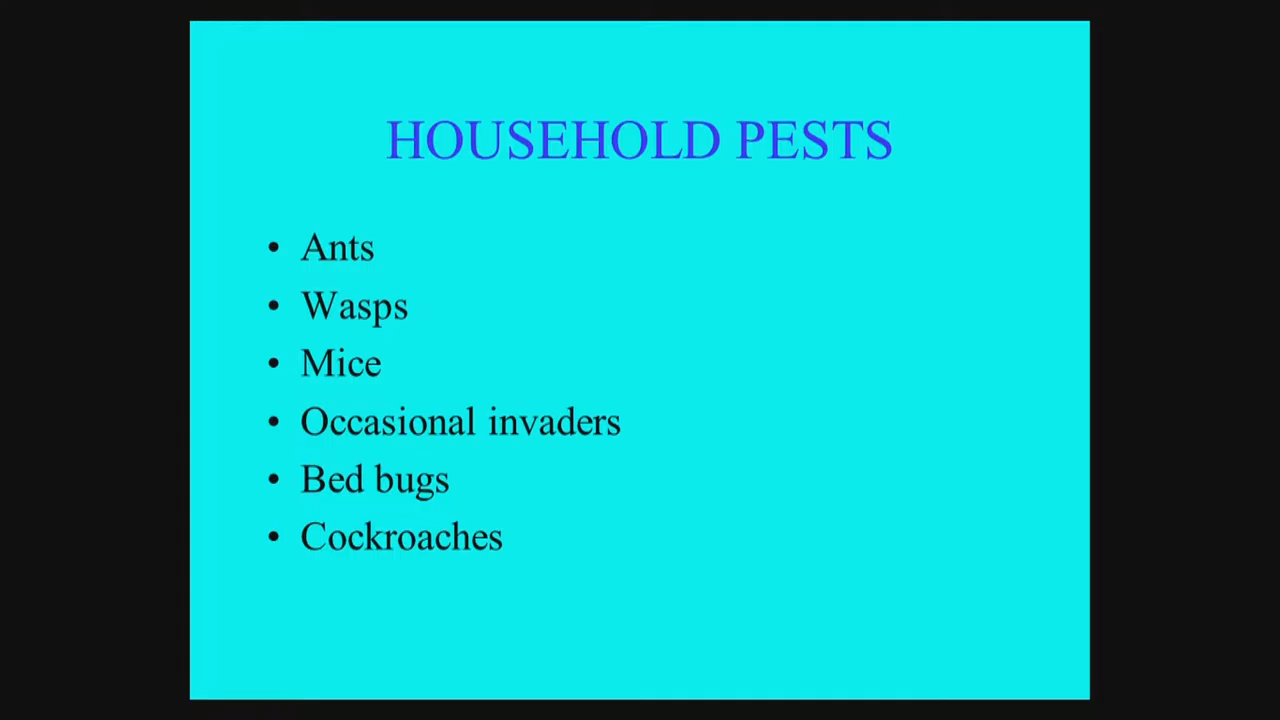 HOUSEHOLD PESTS
• Ants
• Wasps
• Mice
• Occasional invaders
• Bed bugs
• Cockroaches